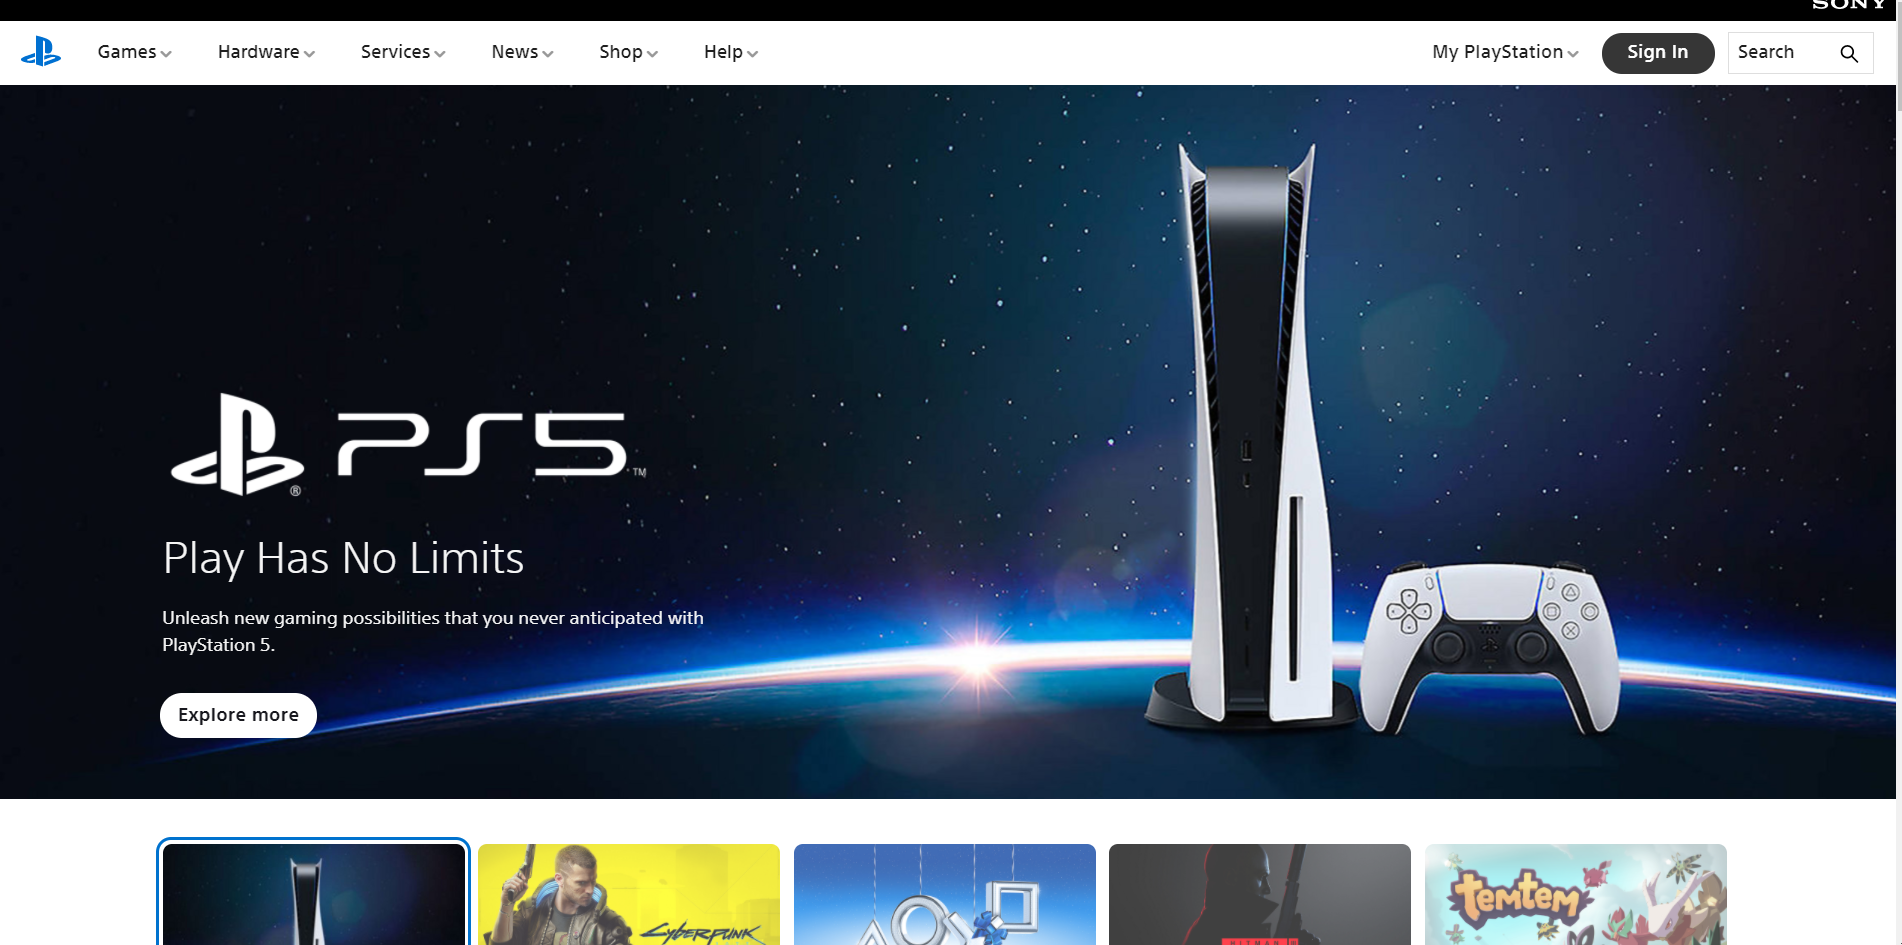 SONY
Games
Hardware
Services
News
Shop
Help
My PlayStation
Sign In
Search
PS5
Play Has No Limits
Unleash new gaming possibilities that you never anticipated with
PlayStation 5.
Explore more
CYBERPUNK
temtem